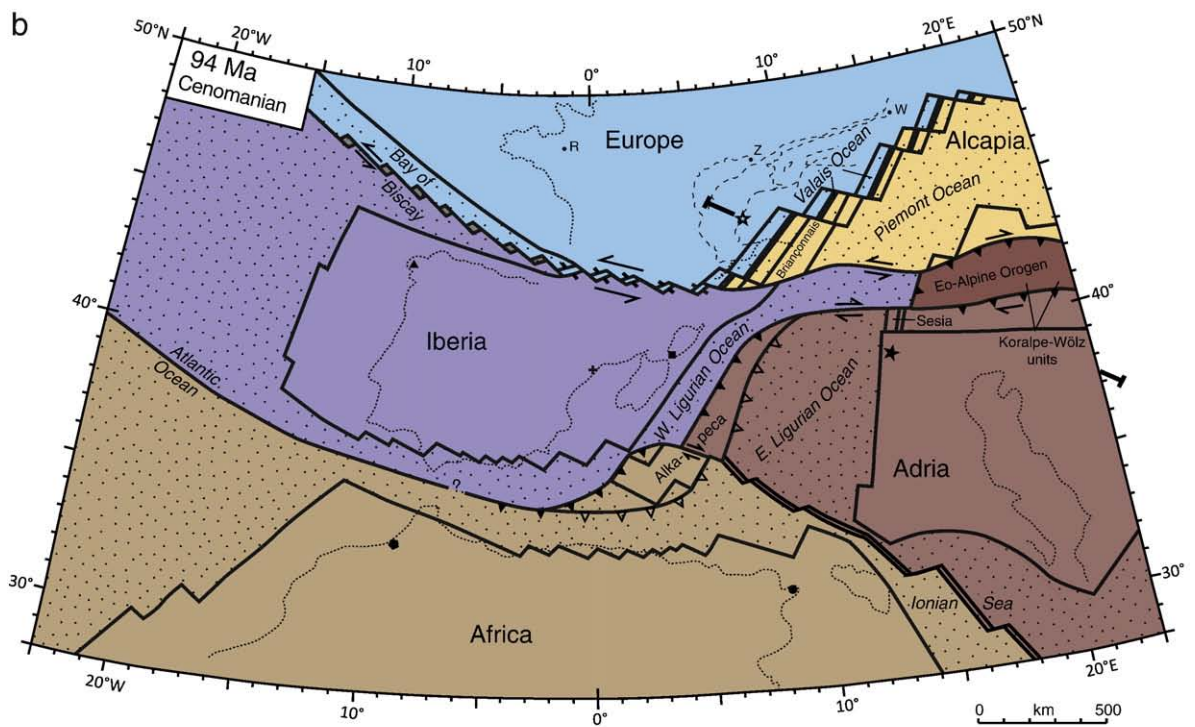 b
50°N
20°W
10°
0°
10°
20°E
50°N
94 Ma
Cenomanian
Europe
R
Z
W
Bay of
Biscay
Valais Ocean
Alcapia
Piemont Ocean
Briançonnais
Eo-Alpine Orogen
40°
40°
Sesia
Koralpe-Wölz
units
Iberia
Atlantic
Ocean
W. Ligurian Ocean
E. Ligurian Ocean
Alka-
peca
Adria
?
30°
30°
Africa
Ionian
Sea
20°W
10°
0°
10°
20°E
0 km 500